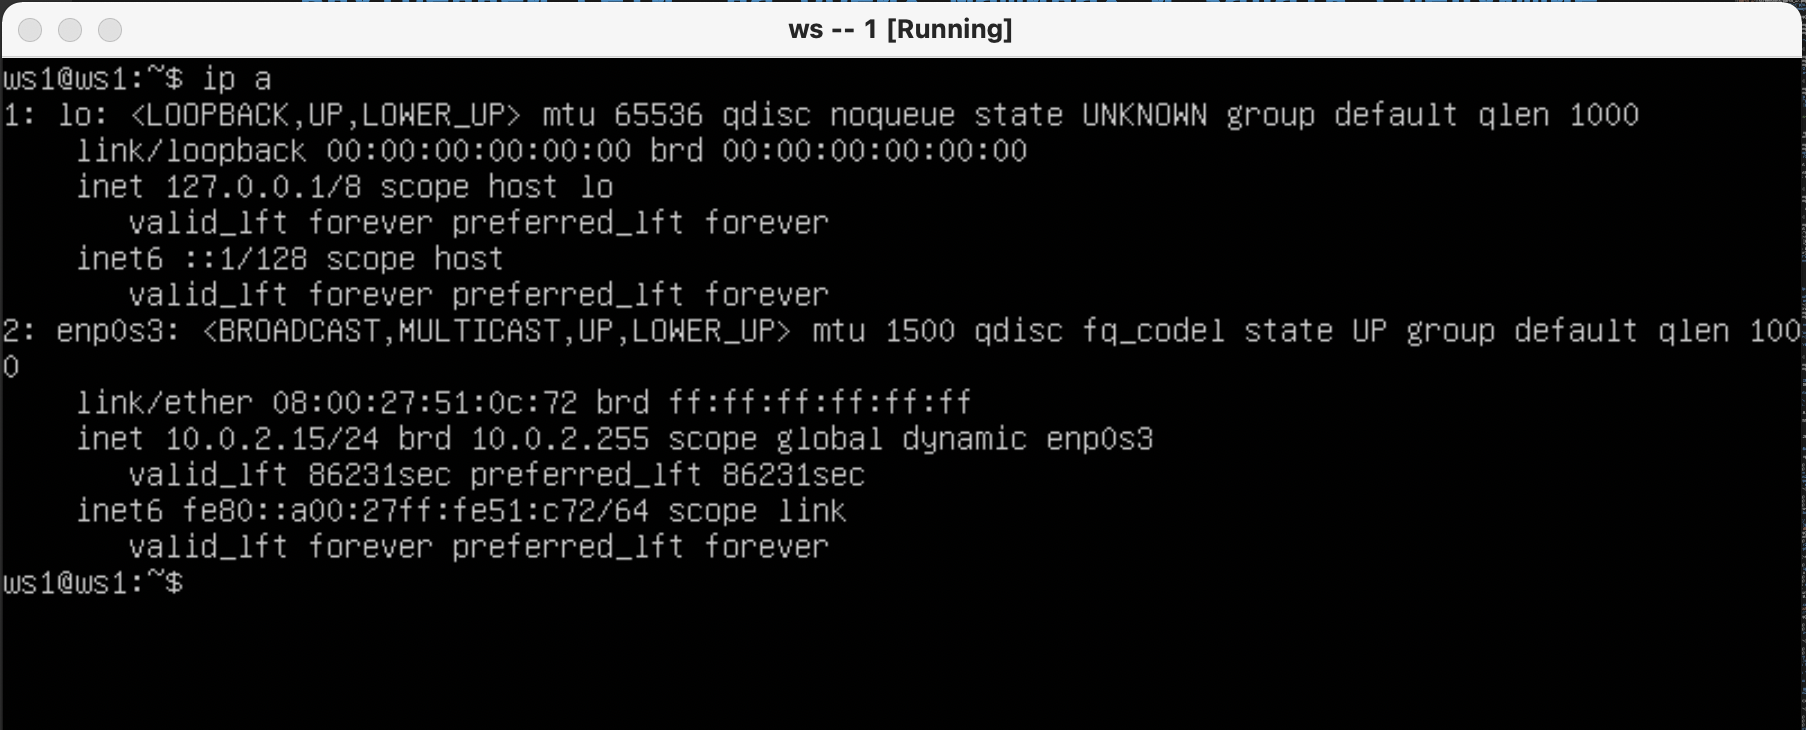 ws -- 1 [Running]
ws1@ws1:~$ ip a
1: lo: <LOOPBACK,UP,LOWER_UP> mtu 65536 qdisc noqueue state UNKNOWN group default qlen 1000
    link/loopback 00:00:00:00:00:00 brd 00:00:00:00:00:00
    inet 127.0.0.1/8 scope host lo
       valid_lft forever preferred_lft forever
    inet6 ::1/128 scope host
       valid_lft forever preferred_lft forever
2: enp0s3: <BROADCAST,MULTICAST,UP,LOWER_UP> mtu 1500 qdisc fq_codel state UP group default qlen 100
0
    link/ether 08:00:27:51:0c:72 brd ff:ff:ff:ff:ff:ff
    inet 10.0.2.15/24 brd 10.0.2.255 scope global dynamic enp0s3
       valid_lft 86231sec preferred_lft 86231sec
    inet6 fe80::a00:27ff:fe51:c72/64 scope link
       valid_lft forever preferred_lft forever
ws1@ws1:~$